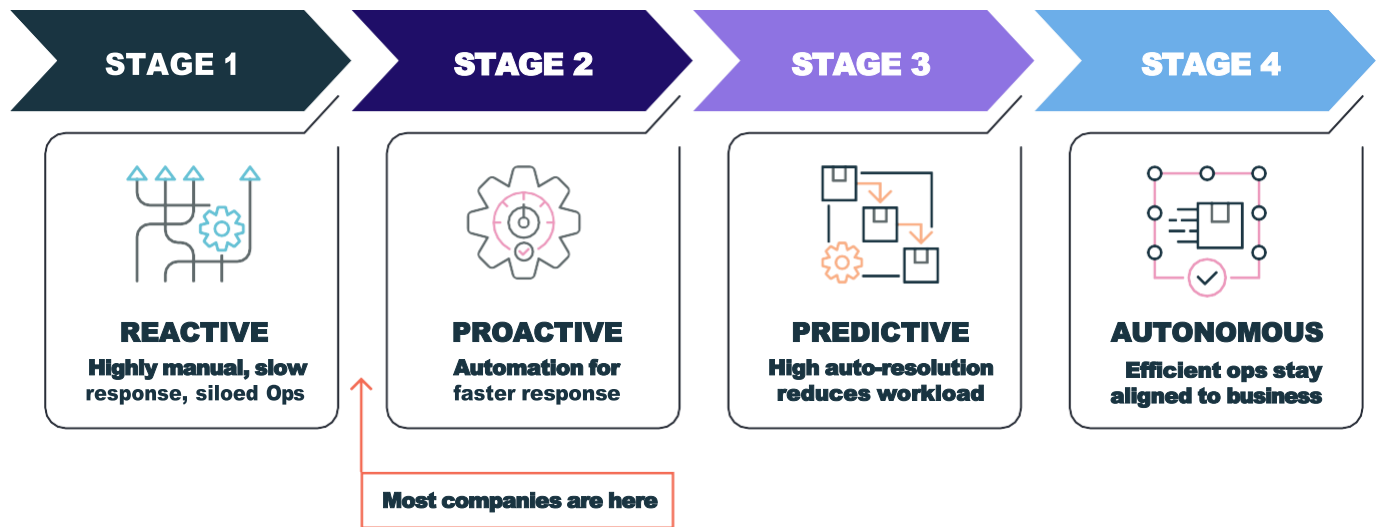 STAGE 1
STAGE 2
STAGE 3
STAGE 4
REACTIVE
Highly manual, slow
response, siloed Ops
PROACTIVE
Automation for
faster response
PREDICTIVE
High auto-resolution
reduces workload
AUTONOMOUS
Efficient ops stay
aligned to business
Most companies are here